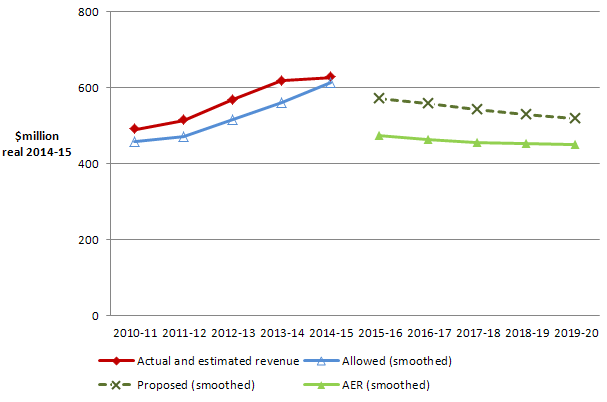 800
600
$million
real 2014-15
400
200
0
2010-11 2011-12 2012-13 2013-14 2014-15 2015-16 2016-17 2017-18 2018-19 2019-20
Actual and estimated revenue Allowed (smoothed)
Proposed (smoothed) AER (smoothed)